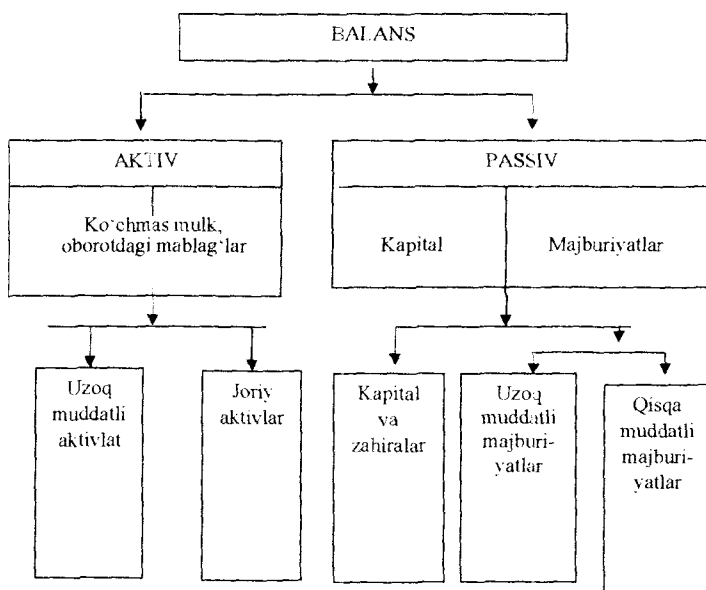 BALANS
AKTIV
PASSIV
Ko‘chmas mulk,
oborotdagi mablag‘lar
Kapital
Majburiyatlar
Uzoq
muddatli
aktivlat
Joriy
aktivlar
Kapital
va
zahiralar
Uzoq
muddatli
majburi-
yatlar
Qisqa
muddatli
majburi-
yatlar